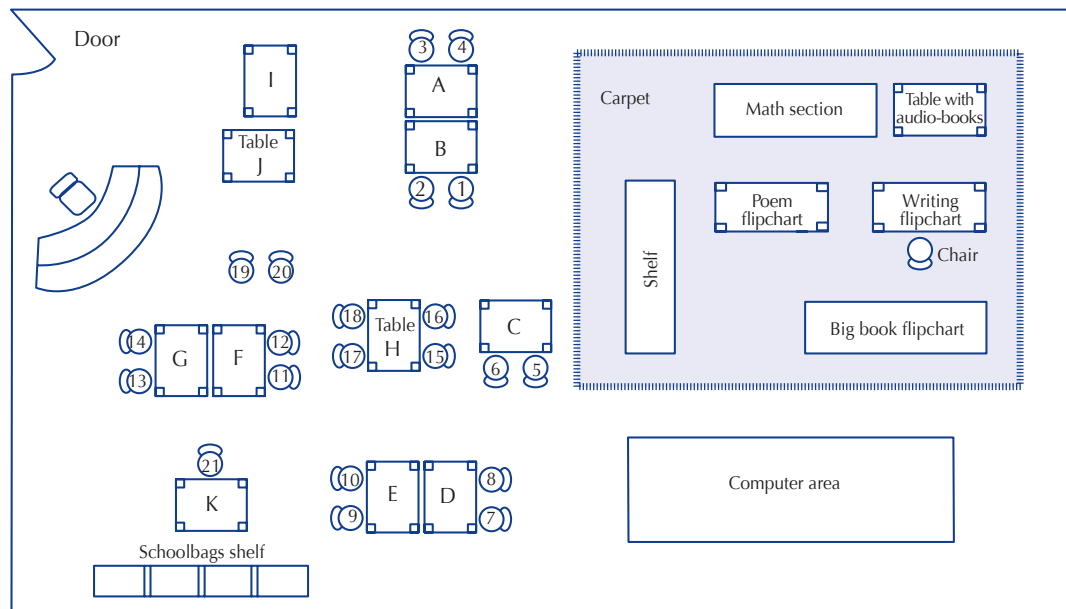 Door
3 4
I
A
Table
J
B
2 1
Carpet
Math section
Table with
audio-books
Poem
flipchart
Writing
flipchart
Chair
Shelf
Big book flipchart
19 20
18
Table
H
16
17
15
C
6 5
14
G
F
12
13
11
21
K
10
E
D
8
9
7
Computer area
Schoolbags shelf